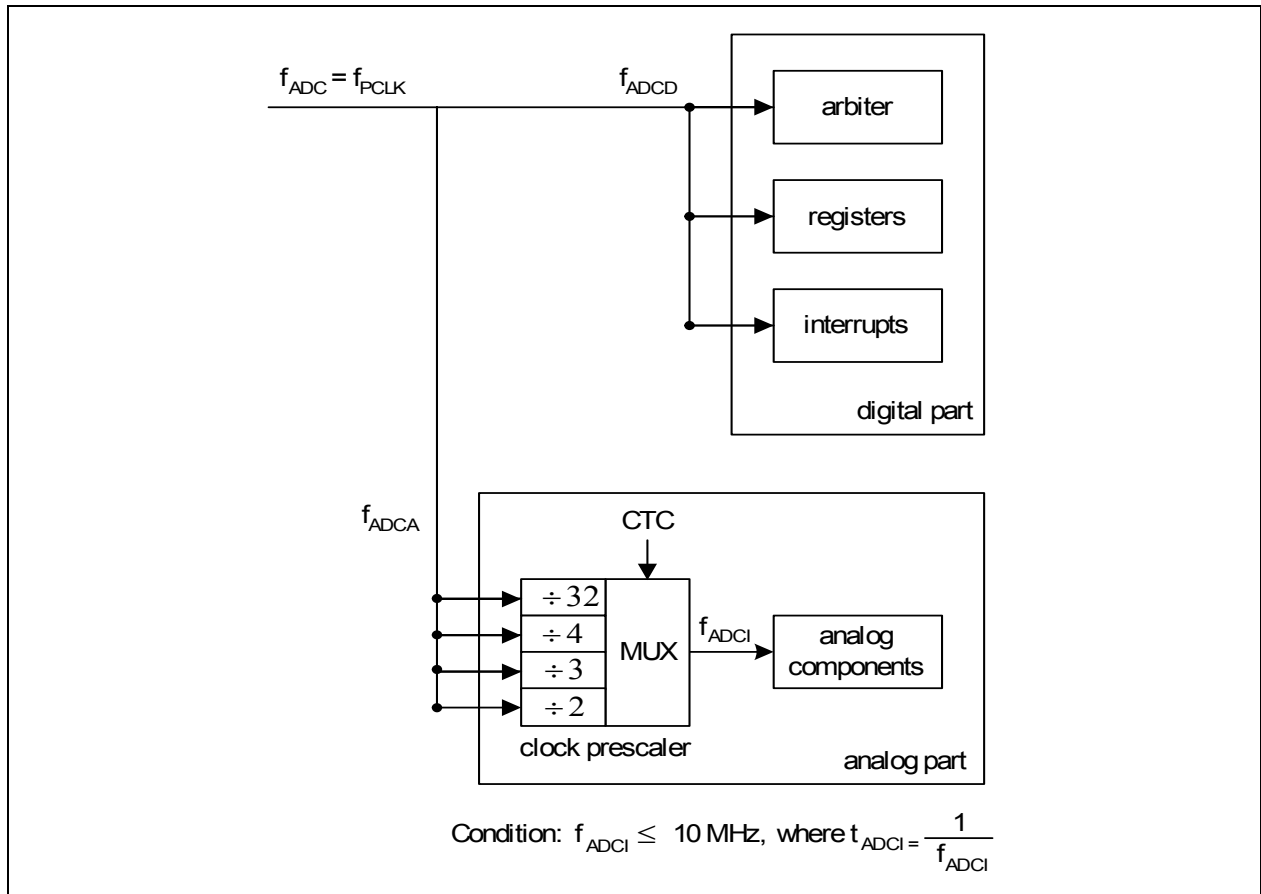 f_ADC = f_PCLK
f_ADCD
arbiter
registers
interrupts
digital part
f_ADCA
CTC
÷ 32
÷ 4
÷ 3
÷ 2
MUX
f_ADCI
analog
components
clock prescaler
analog part
Condition: f_ADCI ≤ 10 MHz, where t_ADCI = 1 / f_ADCI